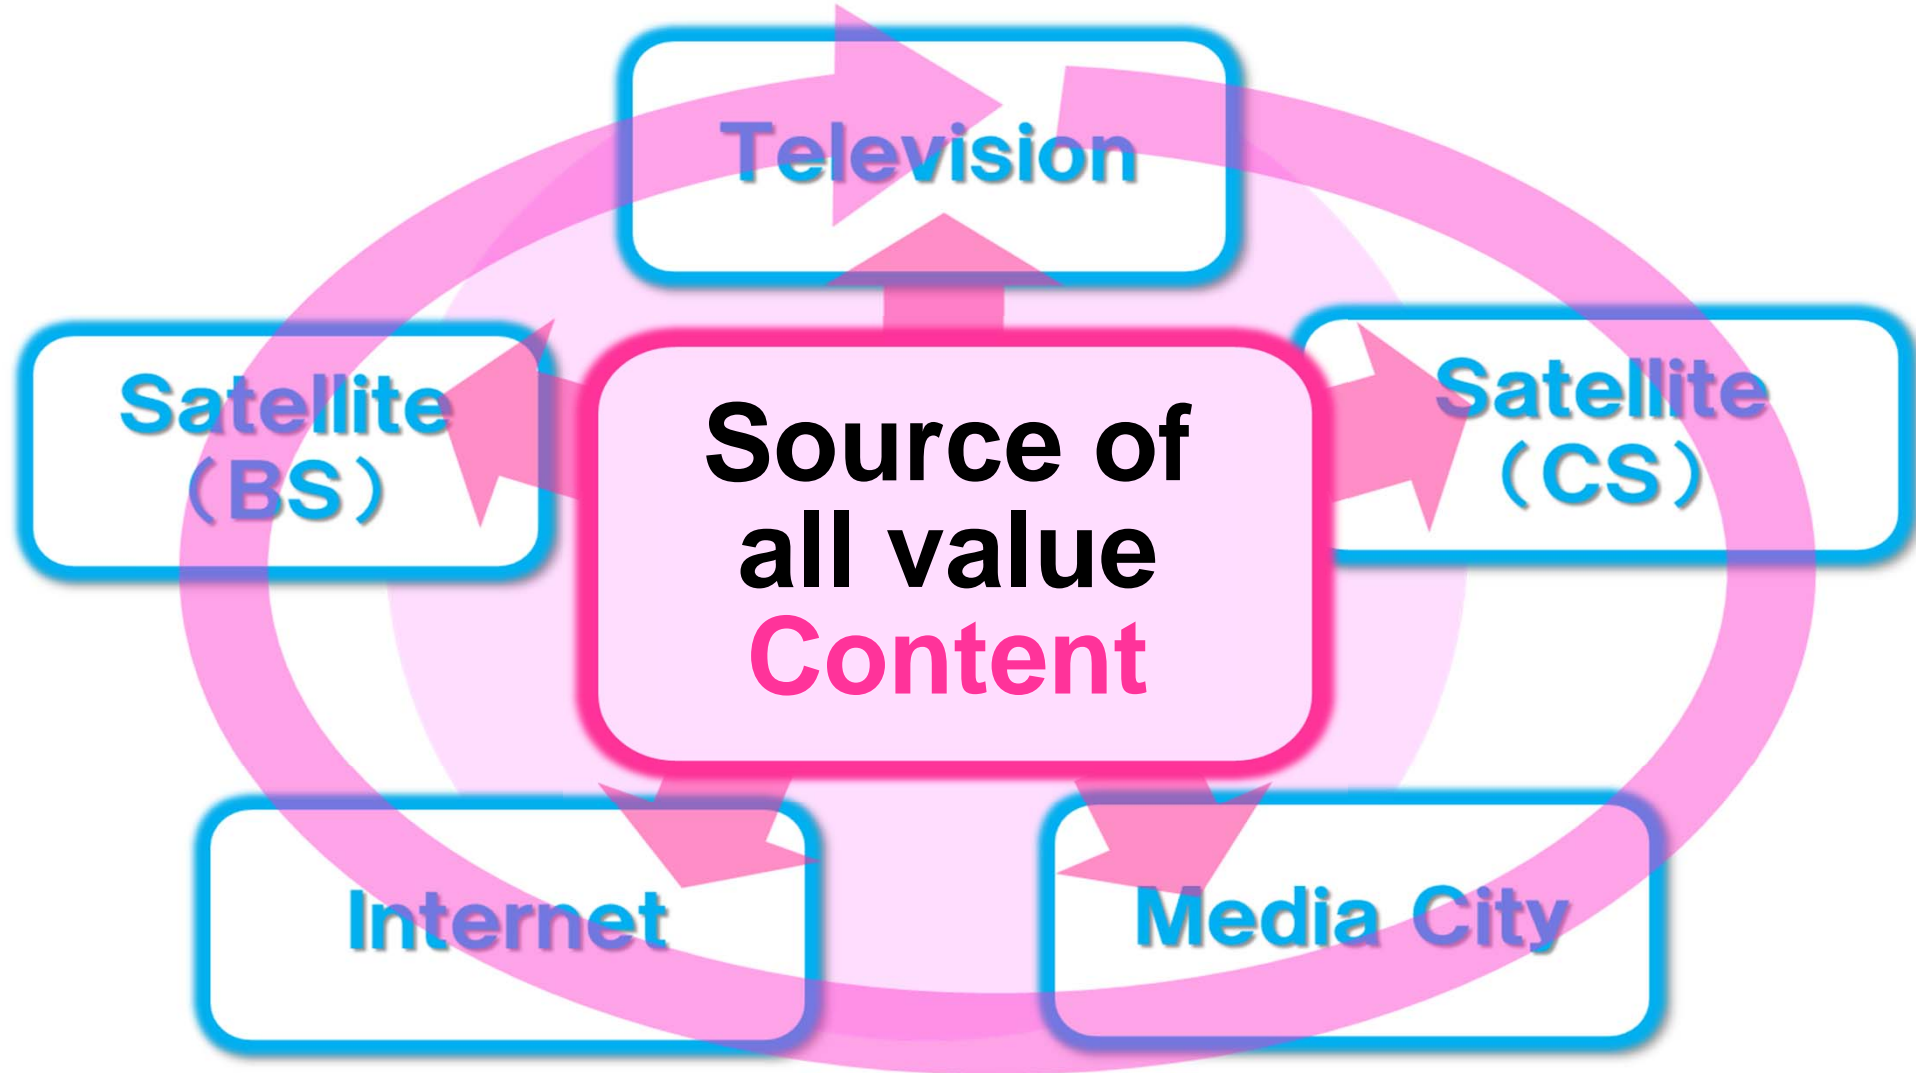 Television
Satellite
（BS）
Source of
all value
Content
Satellite
（CS）
Internet
Media City